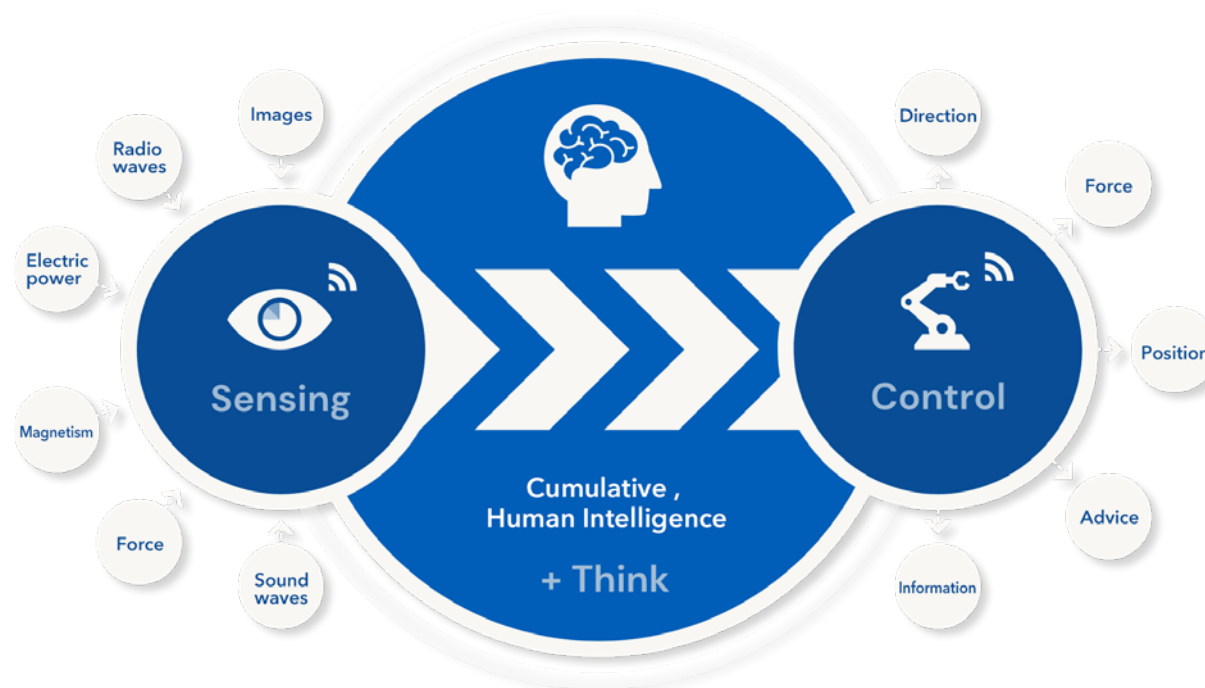 Images
Radio
waves
Electric
power
Magnetism
Force
Sound
waves
Sensing
Cumulative ,
Human Intelligence
+ Think
Control
Direction
Force
Position
Advice
Information